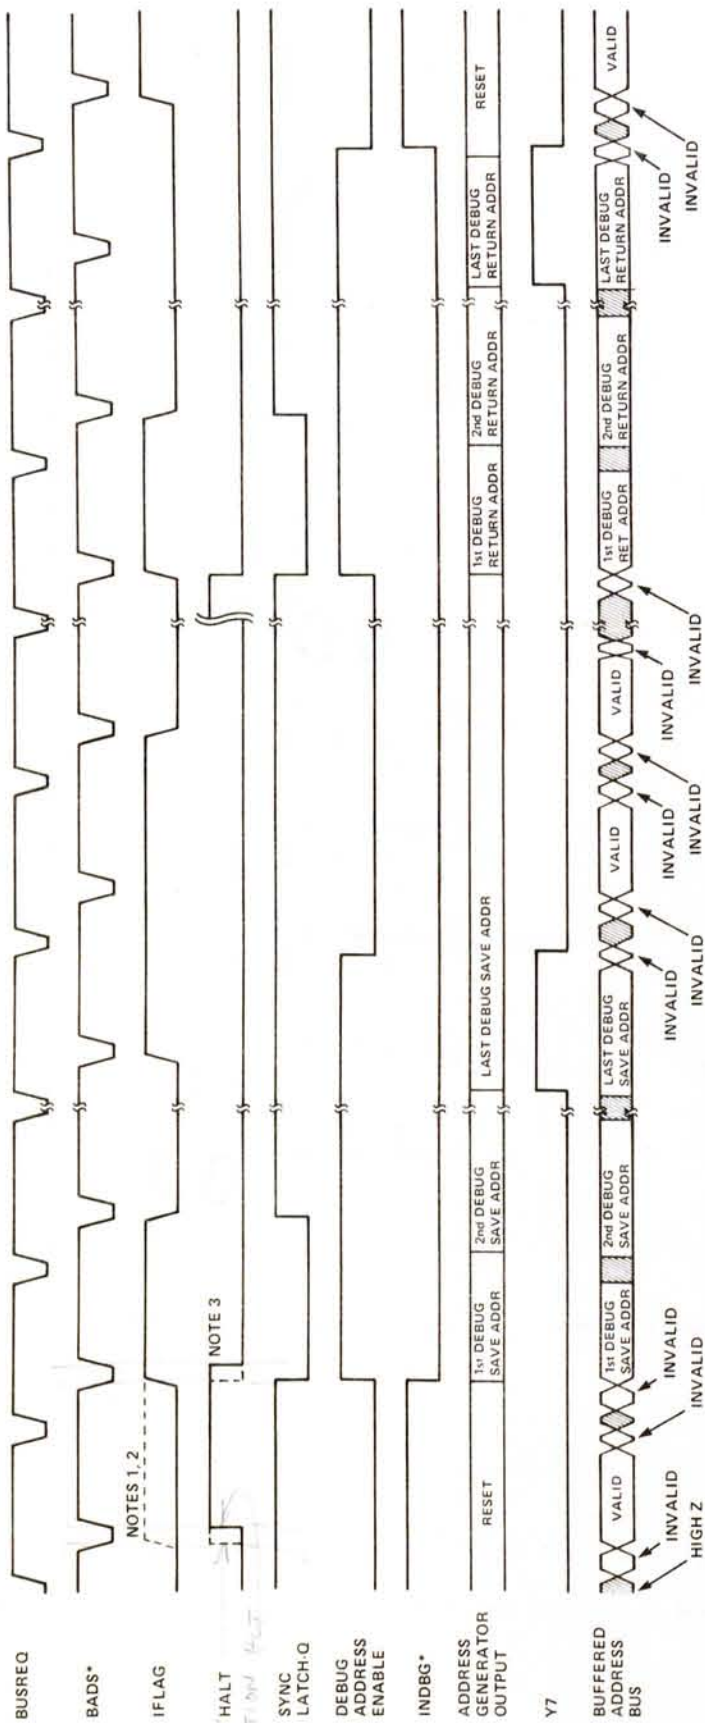 BUSREQ
BADS*
IFLAG
NOTES 1, 2
HALT
NOTE 3
SYNC
LATCH-Q
DEBUG
ADDRESS
ENABLE
INDBG*
ADDRESS
GENERATOR
OUTPUT
RESET
1st DEBUG
SAVE ADDR
2nd DEBUG
SAVE ADDR
LAST DEBUG SAVE ADDR
1st DEBUG
RETURN ADDR
2nd DEBUG
RETURN ADDR
LAST DEBUG
RETURN ADDR
RESET
Y7
BUFFERED
ADDRESS
BUS
VALID
1st DEBUG
SAVE ADDR
2nd DEBUG
SAVE ADDR
LAST DEBUG
SAVE ADDR
VALID
VALID
1st DEBUG
RET ADDR
2nd DEBUG
RETURN ADDR
LAST DEBUG
RETURN ADDR
VALID
HIGH Z
INVALID
INVALID
INVALID
INVALID
INVALID
INVALID
INVALID
INVALID
INVALID
INVALID
INVALID